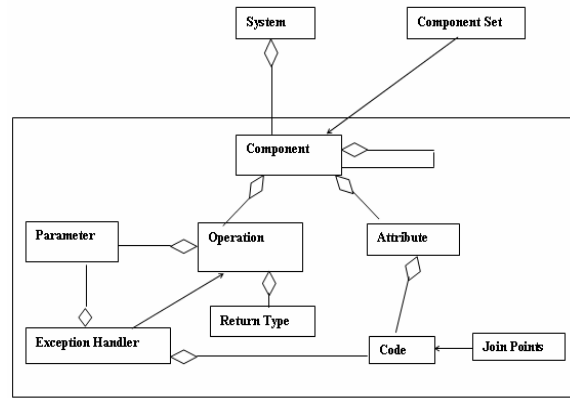 System
Component Set
Component
Parameter
Operation
Attribute
Return Type
Exception Handler
Code
Join Points